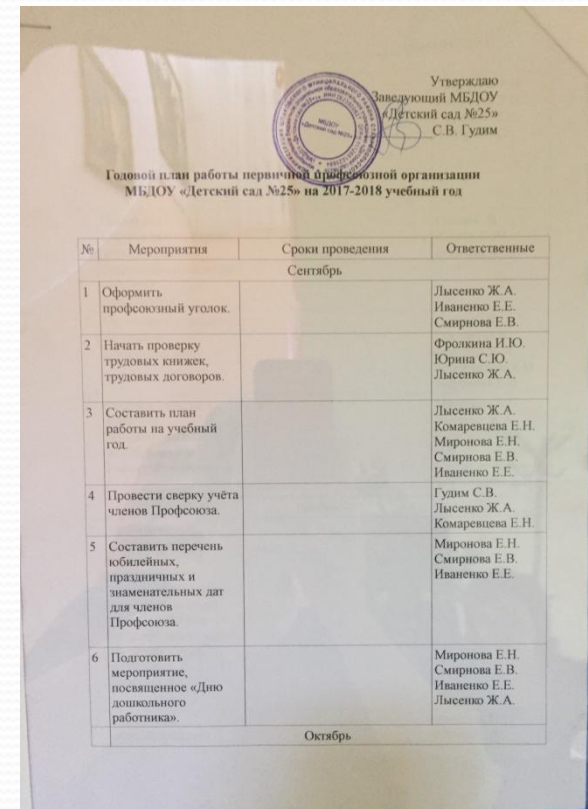 Утверждаю
Заведующий МБДОУ
«Детский сад №25»
С.В. Гудим
МБДОУ
«Детский сад №25»
Годовой план работы первичной профсоюзной организации
МБДОУ «Детский сад №25» на 2017-2018 учебный год
№ Мероприятия Сроки проведения Ответственные
Сентябрь
1 Оформить Лысенко Ж.А.
профсоюзный уголок. Иваненко Е.Е.
Смирнова Е.В.
2 Начать проверку Фролкина И.Ю.
трудовых книжек, Юрина С.Ю.
трудовых договоров. Лысенко Ж.А.
3 Составить план Лысенко Ж.А.
работы на учебный Комаревцева Е.Н.
год. Миронова Е.Н.
Смирнова Е.В.
Иваненко Е.Е.
4 Провести сверку учёта Гудим С.В.
членов Профсоюза. Лысенко Ж.А.
Комаревцева Е.Н.
5 Составить перечень Миронова Е.Н.
юбилейных, Смирнова Е.В.
праздничных и Иваненко Е.Е.
знаменательных дат
для членов
Профсоюза.
6 Подготовить Миронова Е.Н.
мероприятие, Смирнова Е.В.
посвященное «Дню Иваненко Е.Е.
дошкольного Лысенко Ж.А.
работника».
Октябрь